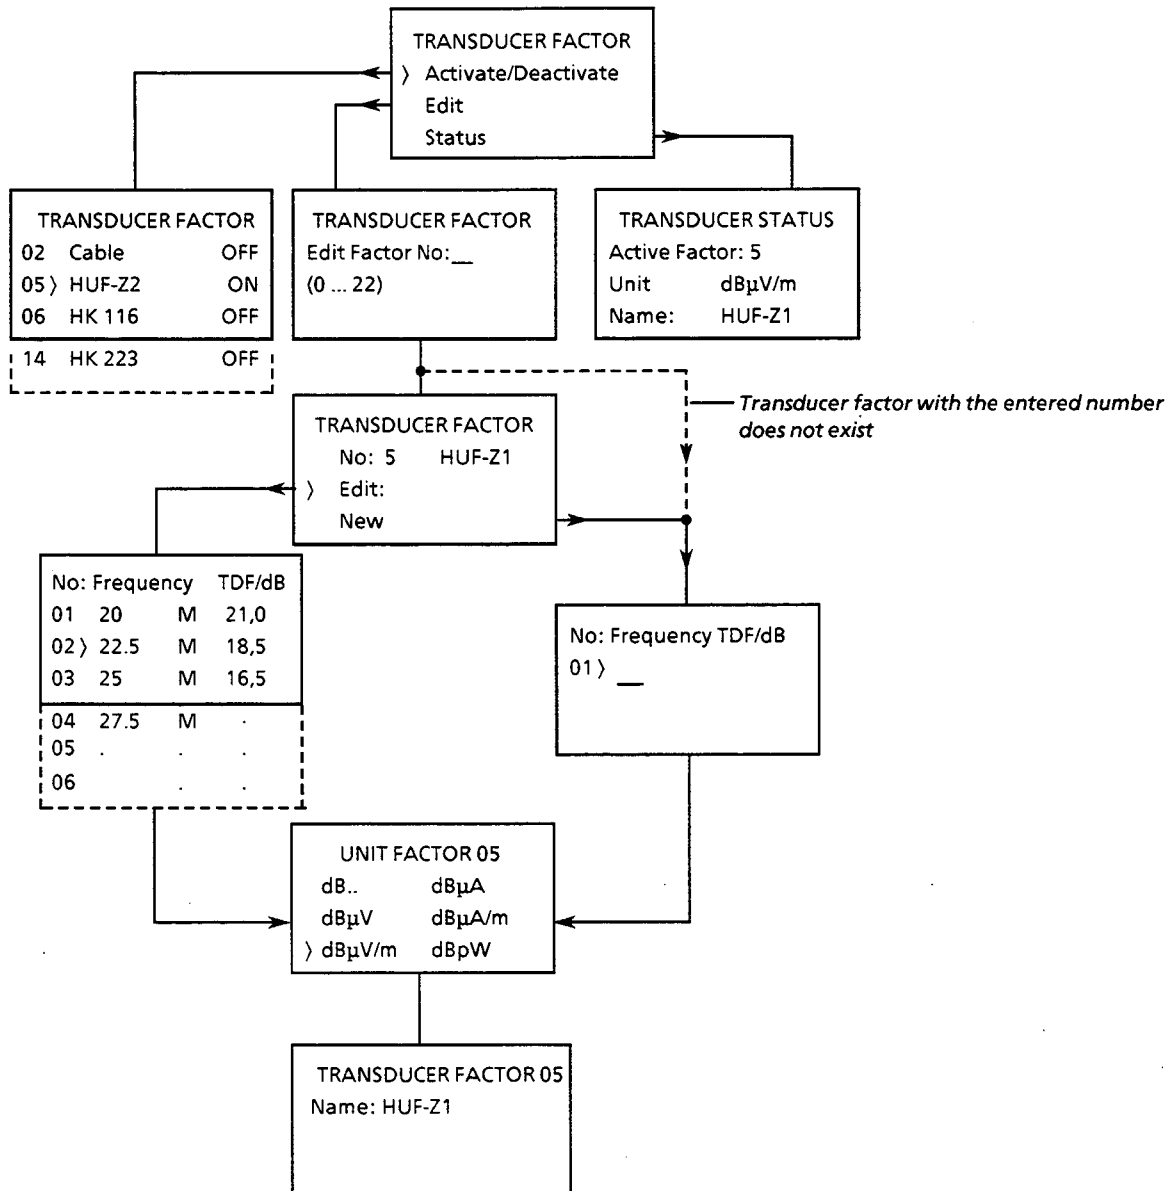 TRANSDUCER FACTOR
⟩ Activate/Deactivate
Edit
Status
TRANSDUCER FACTOR
02 Cable OFF
05⟩ HUF-Z2 ON
06 HK 116 OFF
14 HK 223 OFF
TRANSDUCER FACTOR
Edit Factor No:__
(0 ... 22)
TRANSDUCER STATUS
Active Factor: 5
Unit dBµV/m
Name: HUF-Z1
Transducer factor with the entered number
does not exist
TRANSDUCER FACTOR
No: 5 HUF-Z1
⟩ Edit:
New
No: Frequency TDF/dB
01 20 M 21,0
02⟩ 22.5 M 18,5
03 25 M 16,5
04 27.5 M .
05 . . .
06 . .
No: Frequency TDF/dB
01⟩ __
UNIT FACTOR 05
dB.. dBµA
dBµV dBµA/m
⟩ dBµV/m dBpW
TRANSDUCER FACTOR 05
Name: HUF-Z1